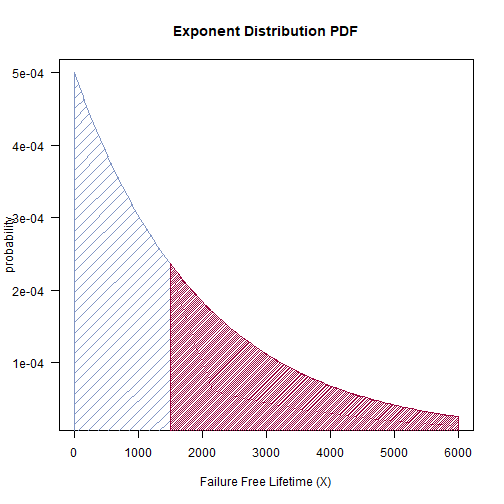 Exponent Distribution PDF
5e-04
4e-04
3e-04
2e-04
1e-04
probability
0 1000 2000 3000 4000 5000 6000
Failure Free Lifetime (X)